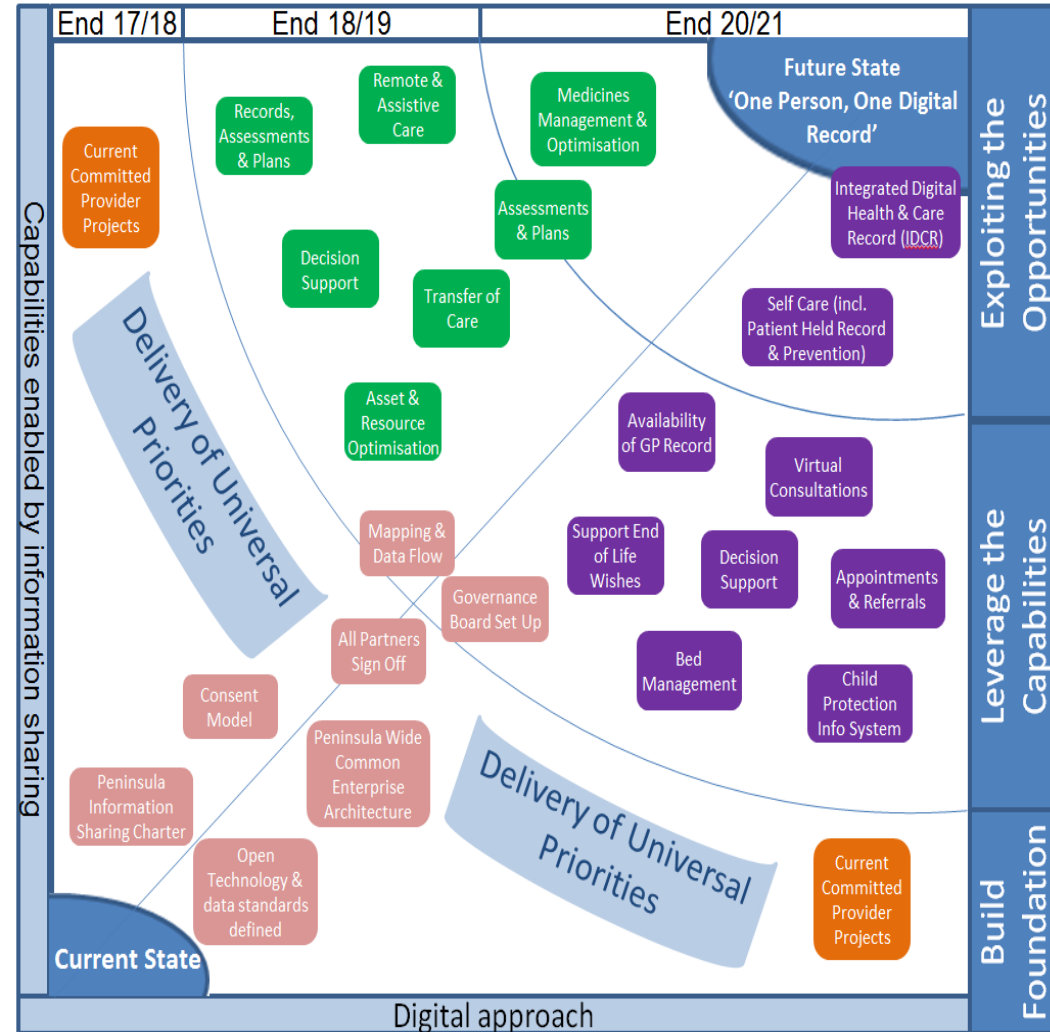 End 17/18
End 18/19
End 20/21
Future State
'One Person, One Digital
Record'
Remote &
Assistive
Care
Records,
Assessments
& Plans
Medicines
Management &
Optimisation
Current
Committed
Provider
Projects
Integrated Digital
Health & Care
Record (IDCR)
Assessments
& Plans
Decision
Support
Transfer of
Care
Self Care (incl.
Patient Held Record
& Prevention)
Delivery of Universal
Priorities
Asset &
Resource
Optimisation
Availability
of GP Record
Virtual
Consultations
Mapping &
Data Flow
Support End
of Life
Wishes
Decision
Support
Appointments
& Referrals
Governance
Board Set Up
All Partners
Sign Off
Bed
Management
Child
Protection
Info System
Consent
Model
Peninsula Wide
Common
Enterprise
Architecture
Peninsula
Information
Sharing Charter
Delivery of Universal
Priorities
Open
Technology &
data standards
defined
Current
Committed
Provider
Projects
Current State
Capabilities enabled by information sharing
Digital approach
Exploiting the
Opportunities
Leverage the
Capabilities
Build
Foundation